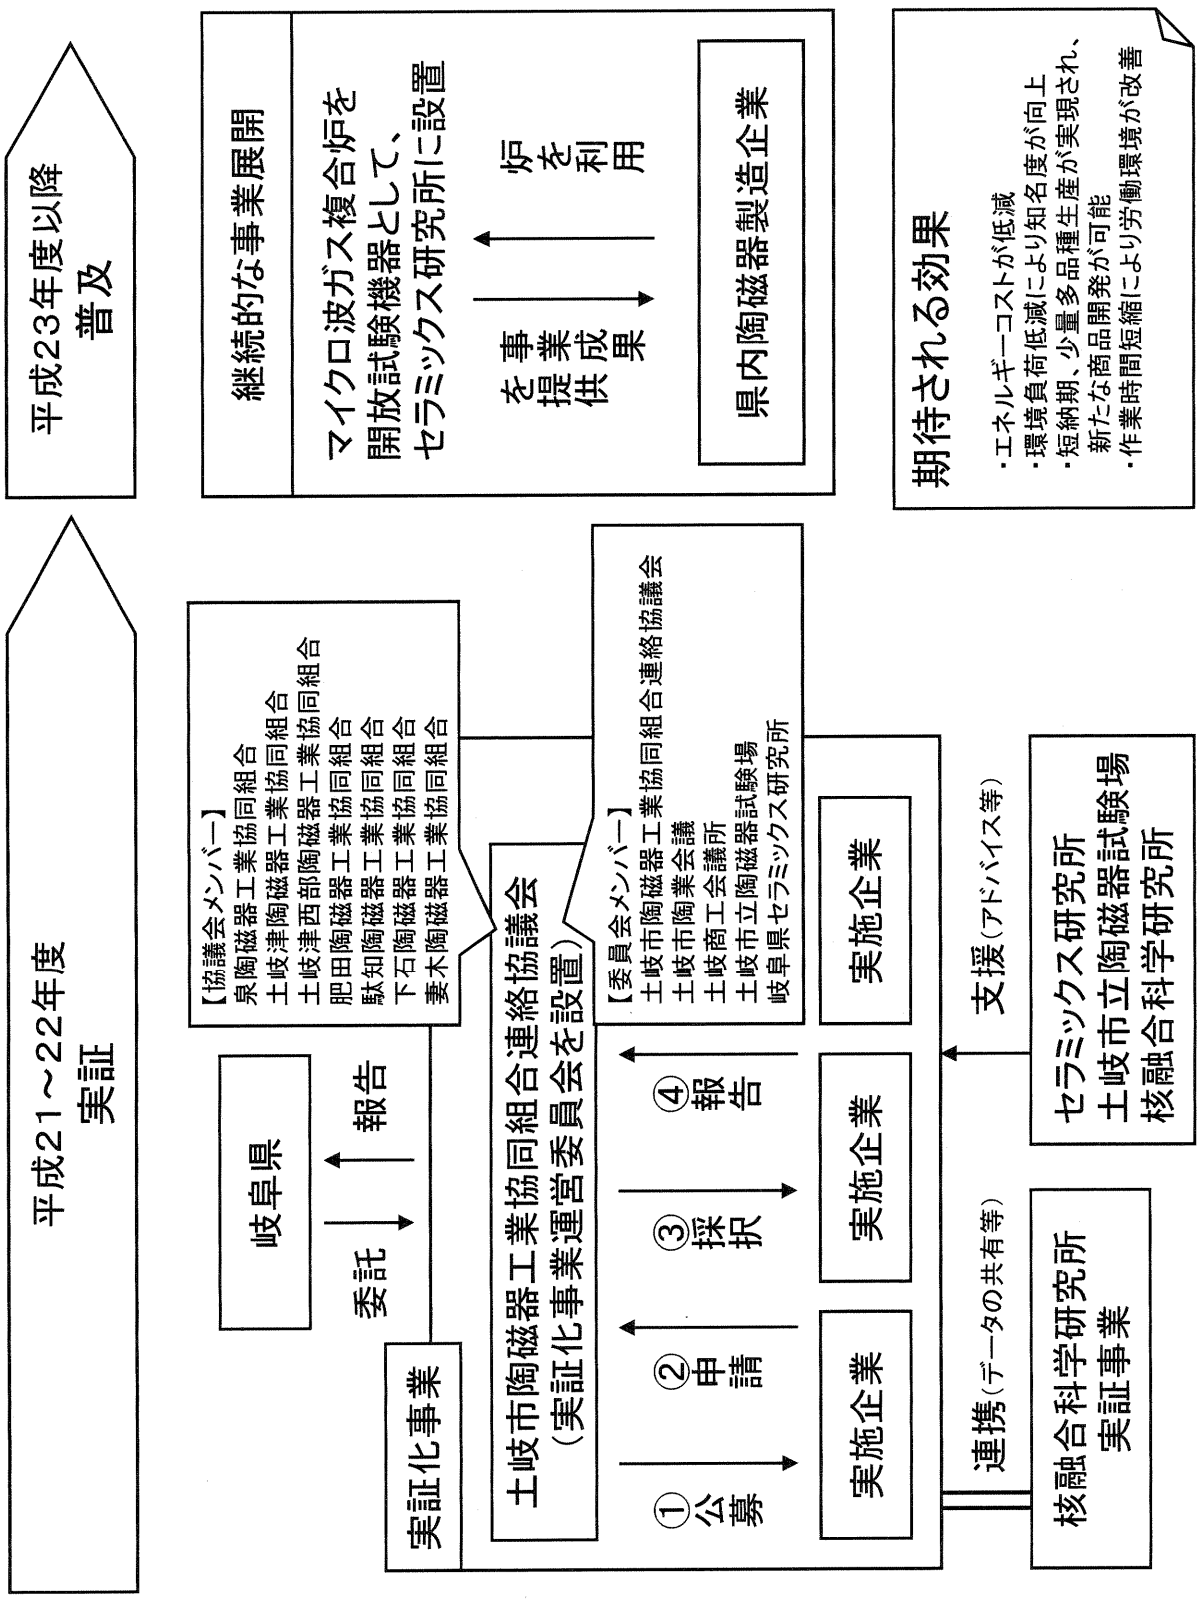 平成21～22年度
実証
平成23年度以降
普及
岐阜県
委託
報告
【協議会メンバー】
泉陶磁器工業協同組合
土岐津陶磁器工業協同組合
土岐津西部陶磁器工業協同組合
肥田陶磁器工業協同組合
駄知陶磁器工業協同組合
下石陶磁器工業協同組合
妻木陶磁器工業協同組合
実証化事業
土岐市陶磁器工業協同組合連絡協議会
（実証化事業運営委員会を設置）
【委員会メンバー】
土岐市陶磁器工業協同組合連絡協議会
土岐市陶業会議
土岐商工会議所
土岐市立陶磁器試験場
岐阜県セラミックス研究所
①公募
②申請
③採択
④報告
実施企業
実施企業
実施企業
連携（データの共有等）
支援（アドバイス等）
核融合科学研究所
実証事業
セラミックス研究所
土岐市立陶磁器試験場
核融合科学研究所
継続的な事業展開
マイクロ波ガス複合炉を
開放試験機器として、
セラミックス研究所に設置
事業成果
を提供
炉を利用
県内陶磁器製造企業
期待される効果
・エネルギーコストが低減
・環境負荷低減により知名度が向上
・短納期、少量多品種生産が実現され、
新たな商品開発が可能
・作業時間短縮により労働環境が改善